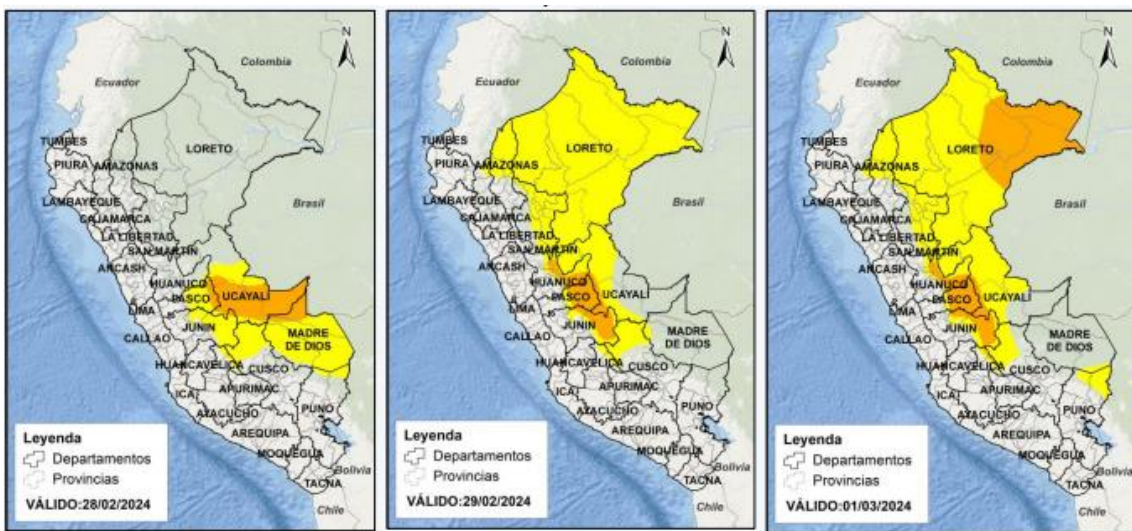 N
Colombia
Ecuador
TUMBES
LORETO
PIURA
AMAZONAS
LAMBAYEQUE
Brasil
CAJAMARCA
LA LIBERTAD
SAN MARTIN
ANCASH
HUANUCO
UCAYALI
PASCO
LIMA
JUNIN
MADRE
DE DIOS
CALLAO
HUANCAVELICA
CUSCO
ICA
APURIMAC
AYACUCHO
PUNO
AREQUIPA
MOQUEGUA
Bolivia
TACNA
Chile
Leyenda
Departamentos
Provincias
VÁLIDO:28/02/2024
N
Colombia
Ecuador
TUMBES
LORETO
PIURA
AMAZONAS
LAMBAYEQUE
Brasil
CAJAMARCA
LA LIBERTAD
SAN MARTIN
ANCASH
HUANUCO
UCAYALI
PASCO
LIMA
JUNIN
MADRE
DE DIOS
CALLAO
HUANCAVELICA
CUSCO
ICA
APURIMAC
AYACUCHO
PUNO
AREQUIPA
MOQUEGUA
Bolivia
TACNA
Chile
Leyenda
Departamentos
Provincias
VÁLIDO:29/02/2024
N
Colombia
Ecuador
TUMBES
LORETO
PIURA
AMAZONAS
LAMBAYEQUE
Brasil
CAJAMARCA
LA LIBERTAD
SAN MARTIN
ANCASH
HUANUCO
UCAYALI
PASCO
LIMA
JUNIN
MADRE
DE DIOS
CALLAO
HUANCAVELICA
CUSCO
ICA
APURIMAC
AYACUCHO
PUNO
AREQUIPA
MOQUEGUA
Bolivia
TACNA
Chile
Leyenda
Departamentos
Provincias
VÁLIDO:01/03/2024